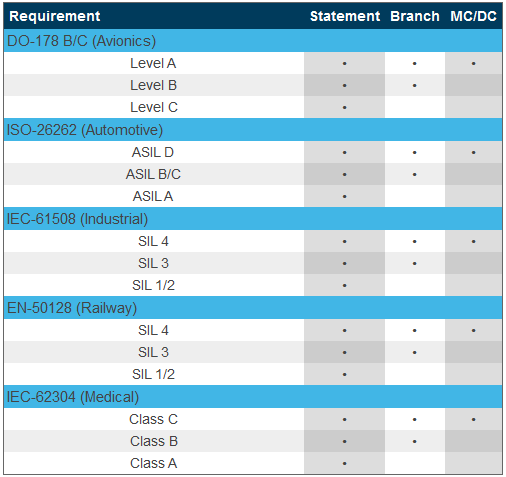 Requirement Statement Branch MC/DC
DO-178 B/C (Avionics)
Level A • • •
Level B • •
Level C •
ISO-26262 (Automotive)
ASIL D • • •
ASIL B/C • •
ASIL A •
IEC-61508 (Industrial)
SIL 4 • • •
SIL 3 • •
SIL 1/2 •
EN-50128 (Railway)
SIL 4 • • •
SIL 3 • •
SIL 1/2 •
IEC-62304 (Medical)
Class C • • •
Class B • •
Class A •